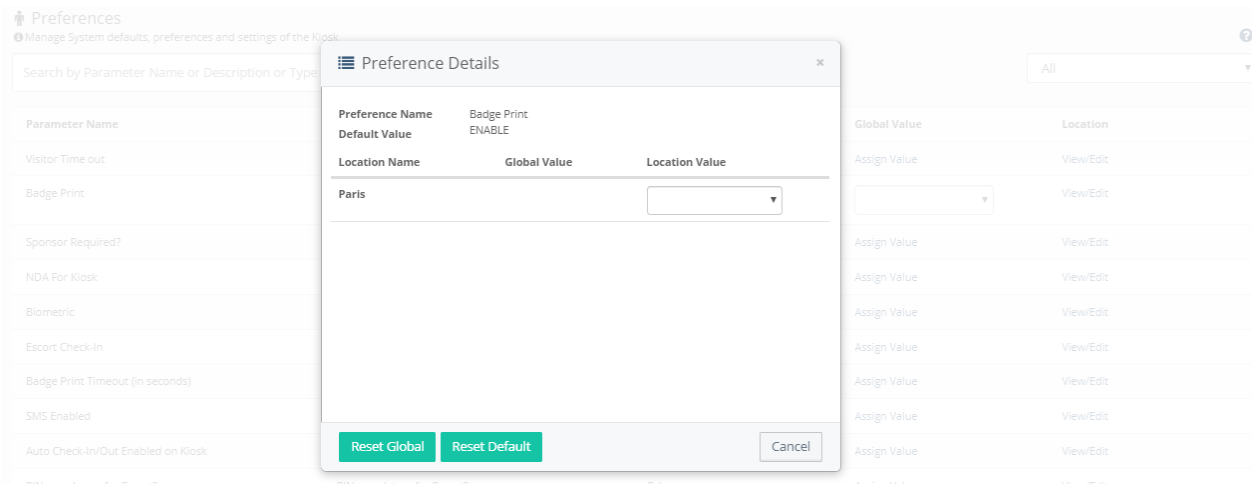 Preferences
Manage System defaults, preferences and settings of the Kiosk
Search by Parameter Name or Description or Type
All
Preference Details
×
Preference Name Badge Print
Default Value ENABLE
Location Name Global Value Location Value
Paris
Reset Global Reset Default Cancel
Parameter Name Global Value Location
Visitor Time out Assign Value View/Edit
Badge Print View/Edit
Sponsor Required? Assign Value View/Edit
NDA For Kiosk Assign Value View/Edit
Biometric Assign Value View/Edit
Escort Check-In Assign Value View/Edit
Badge Print Timeout (in seconds) Assign Value View/Edit
SMS Enabled Assign Value View/Edit
Auto Check-In/Out Enabled on Kiosk Assign Value View/Edit